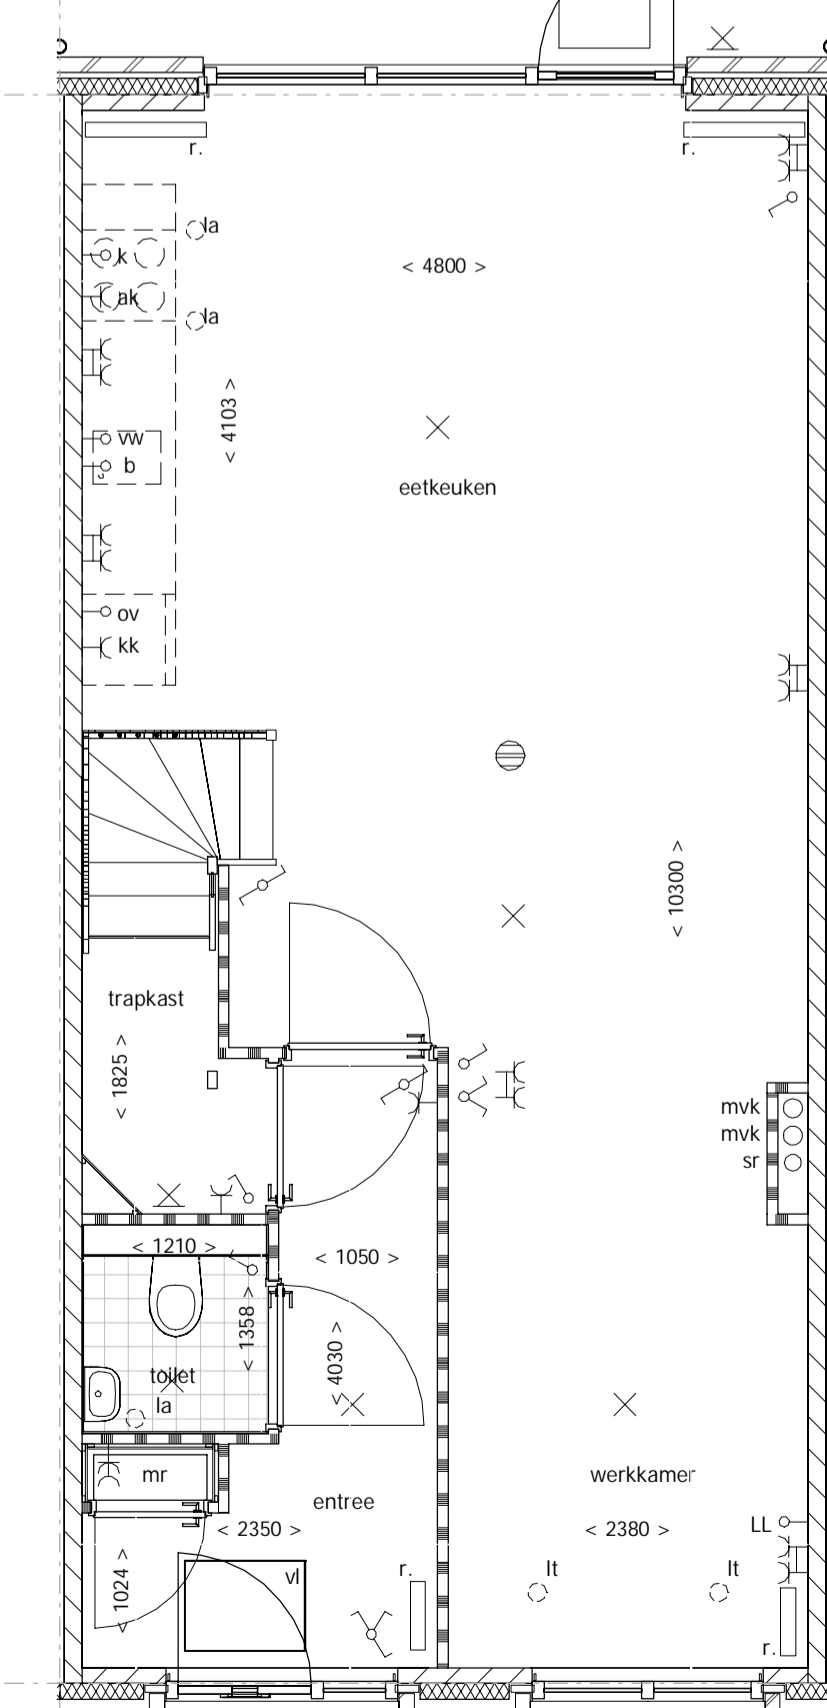 r.
r.
la
< 4800 >
k
ak
la
< 4103 >
vw
b
eetkeuken
ov
kk
< 10300 >
trapkast
< 1825 >
mvk
mvk
sr
< 1210 >
< 1050 >
< 1358 >
< 4030 >
toilet
la
mr
werkkamer
entree
< 2350 >
< 2380 >
LL
< 1024 >
vl
r.
lt
lt
r.